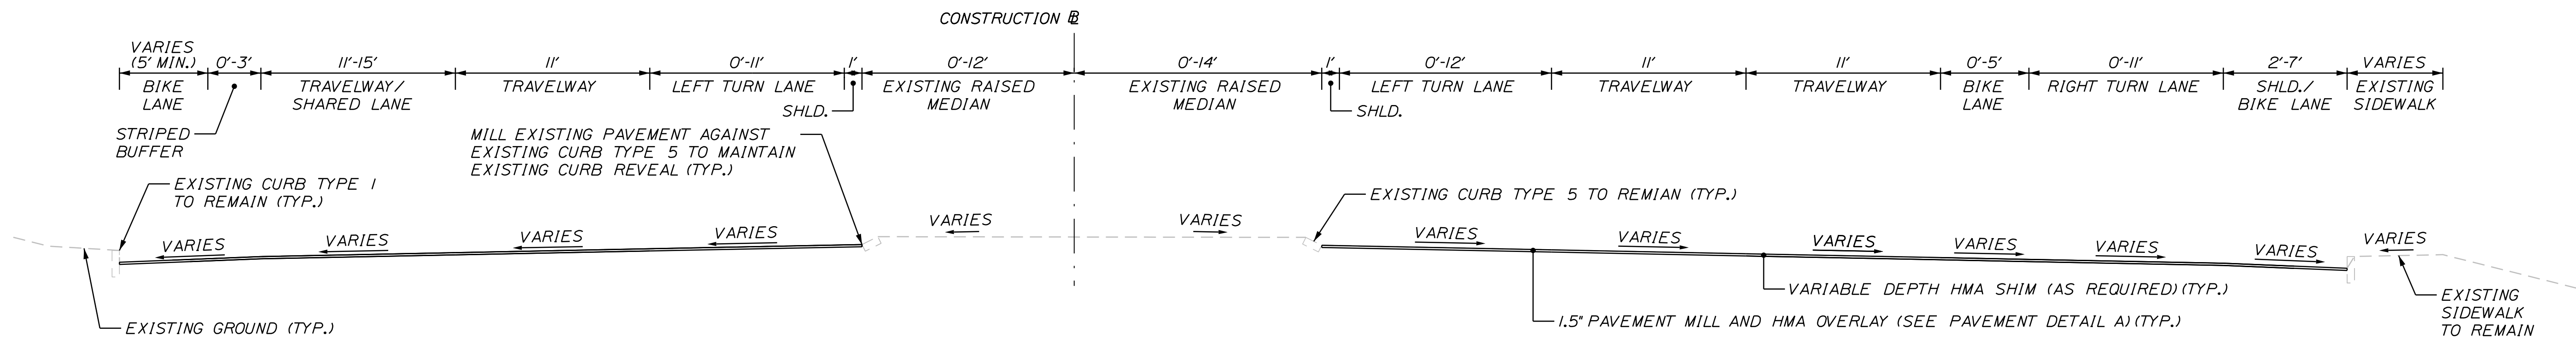 CONSTRUCTION ℄
VARIES
(5' MIN.)
0'-3'
11'-15'
11'
0'-11'
1'
0'-12'
0'-14'
1'
0'-12'
11'
11'
0'-5'
0'-11'
2'-7'
VARIES
BIKE
LANE
TRAVELWAY/
SHARED LANE
TRAVELWAY
LEFT TURN LANE
EXISTING RAISED
MEDIAN
EXISTING RAISED
MEDIAN
LEFT TURN LANE
TRAVELWAY
TRAVELWAY
BIKE
LANE
RIGHT TURN LANE
SHLD./
BIKE LANE
EXISTING
SIDEWALK
SHLD.
SHLD.
STRIPED
BUFFER
MILL EXISTING PAVEMENT AGAINST
EXISTING CURB TYPE 5 TO MAINTAIN
EXISTING CURB REVEAL (TYP.)
EXISTING CURB TYPE 1
TO REMAIN (TYP.)
EXISTING CURB TYPE 5 TO REMIAN (TYP.)
VARIES
VARIES
VARIES
VARIES
VARIES
VARIES
VARIES
VARIES
VARIES
VARIES
VARIES
VARIES
VARIES
VARIABLE DEPTH HMA SHIM (AS REQUIRED) (TYP.)
1.5" PAVEMENT MILL AND HMA OVERLAY (SEE PAVEMENT DETAIL A) (TYP.)
EXISTING GROUND (TYP.)
EXISTING
SIDEWALK
TO REMAIN